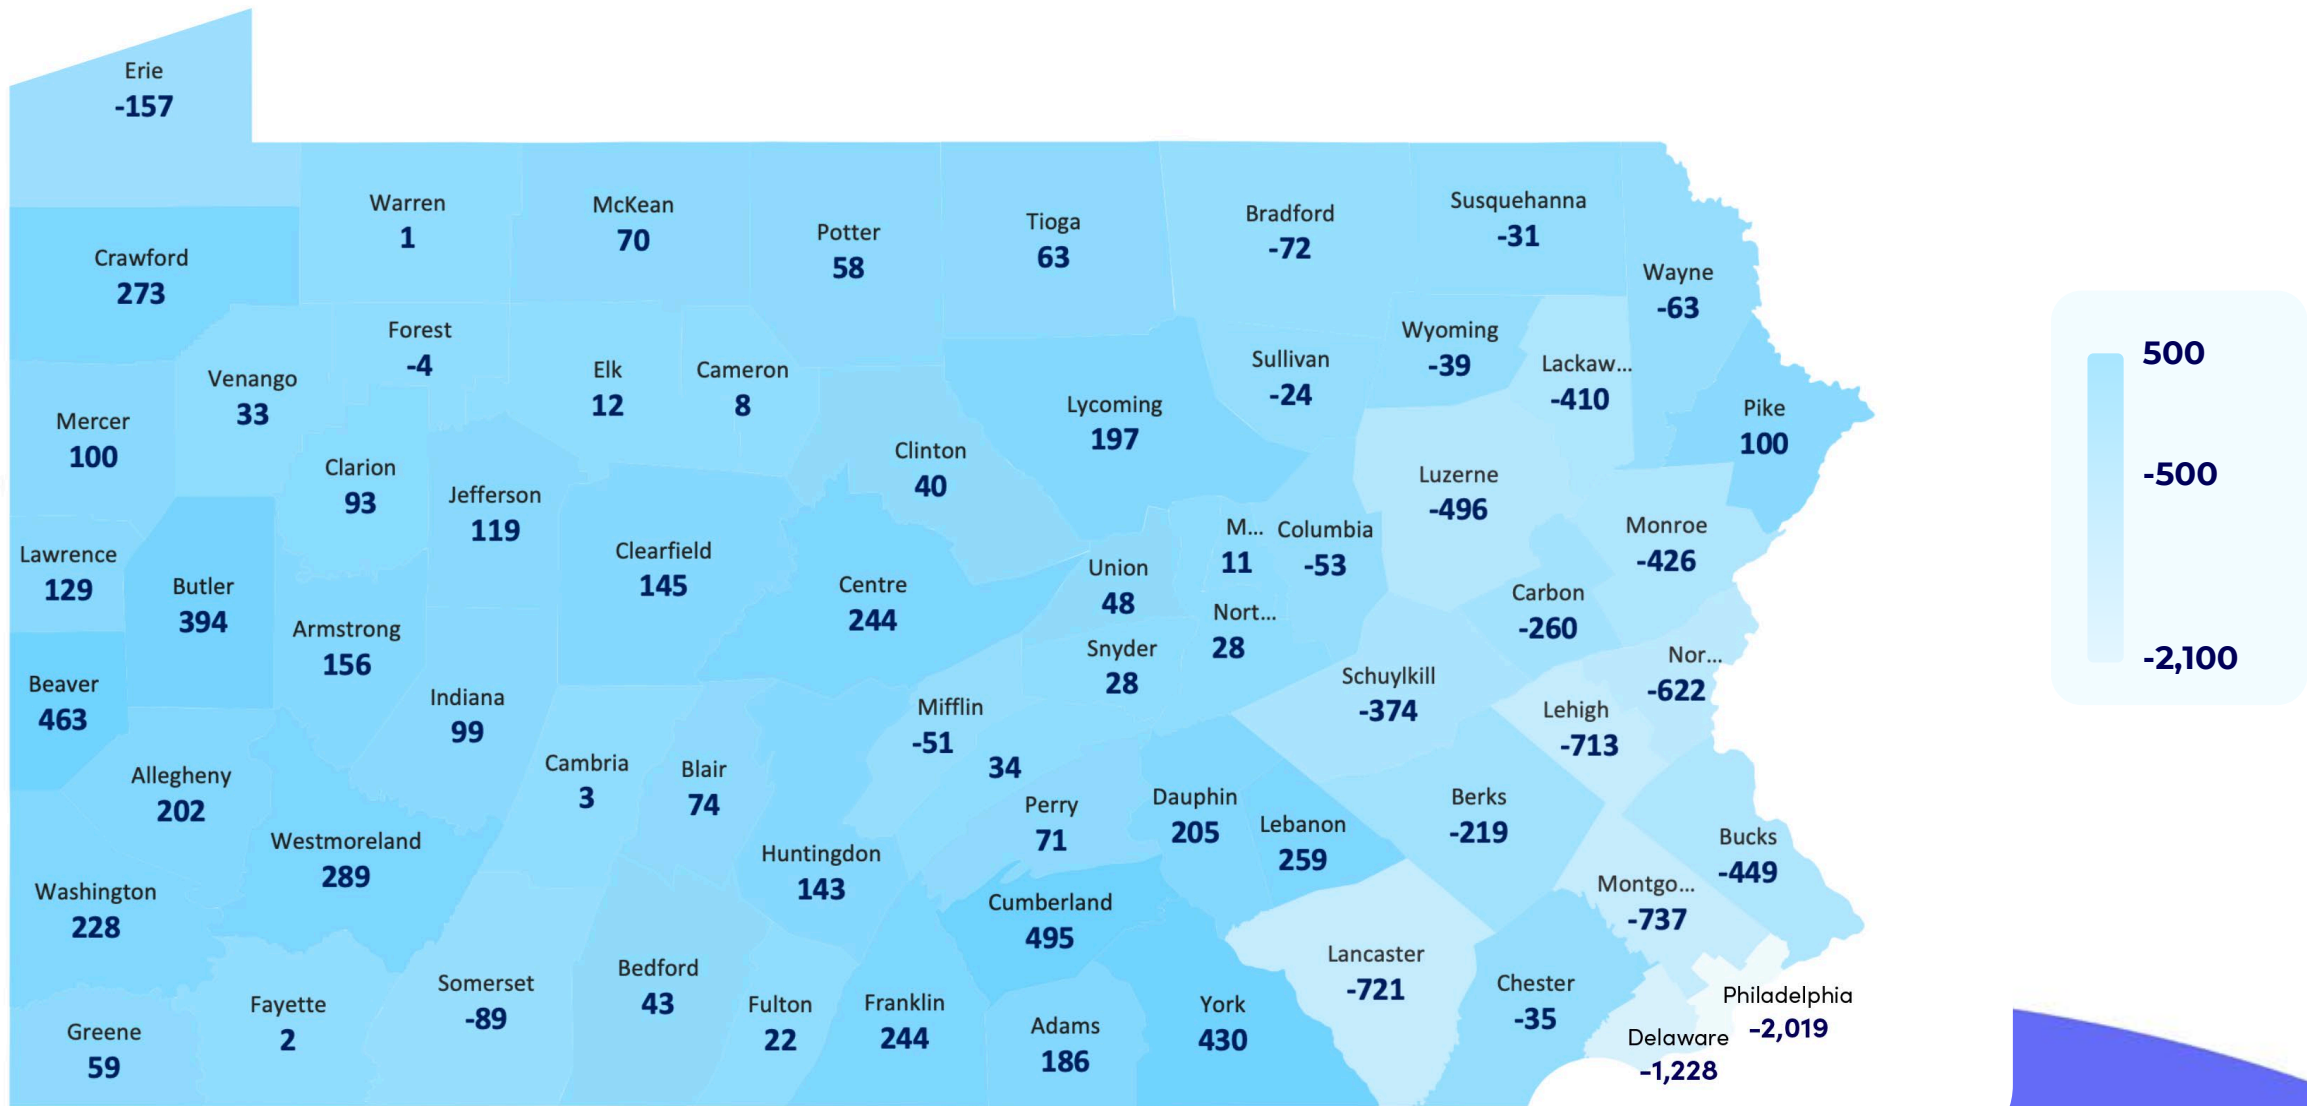 Erie
-157
Warren
1
McKean
70
Potter
58
Tioga
63
Bradford
-72
Susquehanna
-31
Wayne
-63
Crawford
273
Forest
-4
Venango
33
Elk
12
Cameron
8
Mercer
100
Clarion
93
Jefferson
119
Clinton
40
Lycoming
197
Sullivan
-24
Wyoming
-39
Lackaw...
-410
Pike
100
Luzerne
-496
Monroe
-426
M...
11
Columbia
-53
Lawrence
129
Butler
394
Armstrong
156
Clearfield
145
Centre
244
Union
48
Nort...
28
Snyder
28
Carbon
-260
Nor...
-622
Schuylkill
-374
Lehigh
-713
Beaver
463
Indiana
99
Mifflin
-51
34
Allegheny
202
Cambria
3
Blair
74
Perry
71
Dauphin
205
Lebanon
259
Berks
-219
Bucks
-449
Westmoreland
289
Huntingdon
143
Washington
228
Cumberland
495
Montgo...
-737
Lancaster
-721
Chester
-35
Philadelphia
-2,019
Delaware
-1,228
Greene
59
Fayette
2
Somerset
-89
Bedford
43
Fulton
22
Franklin
244
Adams
186
York
430
500
-500
-2,100